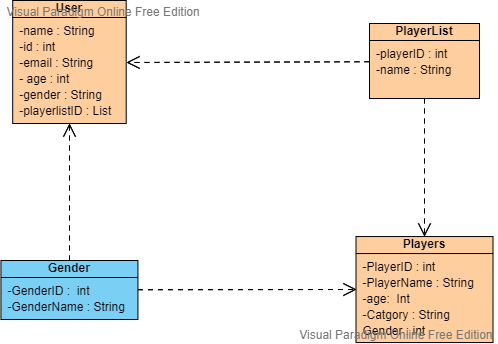 User
Visual Paradigm Online Free Edition
-name : String
-id : int
-email : String
- age : int
-gender : String
-playerlistID : List
PlayerList
-playerID : int
-name : String
Gender
-GenderID :  int
-GenderName : String
Players
-PlayerID : int
-PlayerName : String
-age:  Int
-Catgory : String
Gender : int
Visual Paradigm Online Free Edition